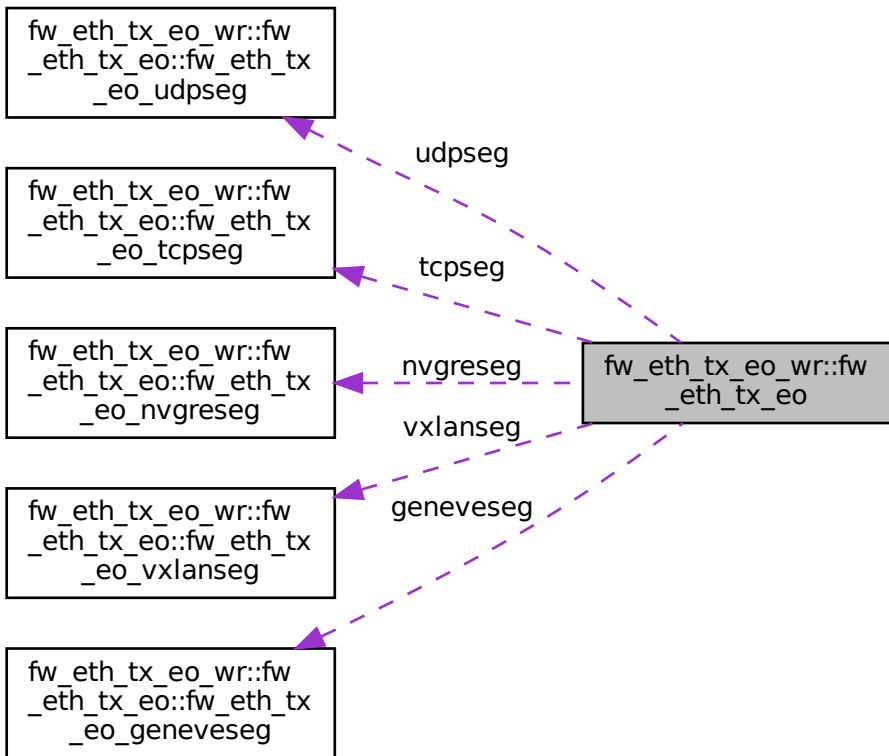 fw_eth_tx_eo_wr::fw
_eth_tx_eo::fw_eth_tx
_eo_udpseg
udpseg
fw_eth_tx_eo_wr::fw
_eth_tx_eo::fw_eth_tx
_eo_tcpseg
tcpseg
fw_eth_tx_eo_wr::fw
_eth_tx_eo::fw_eth_tx
_eo_nvgreseg
nvgreseg
fw_eth_tx_eo_wr::fw
_eth_tx_eo
vxlanseg
fw_eth_tx_eo_wr::fw
_eth_tx_eo::fw_eth_tx
_eo_vxlanseg
geneveseg
fw_eth_tx_eo_wr::fw
_eth_tx_eo::fw_eth_tx
_eo_geneveseg